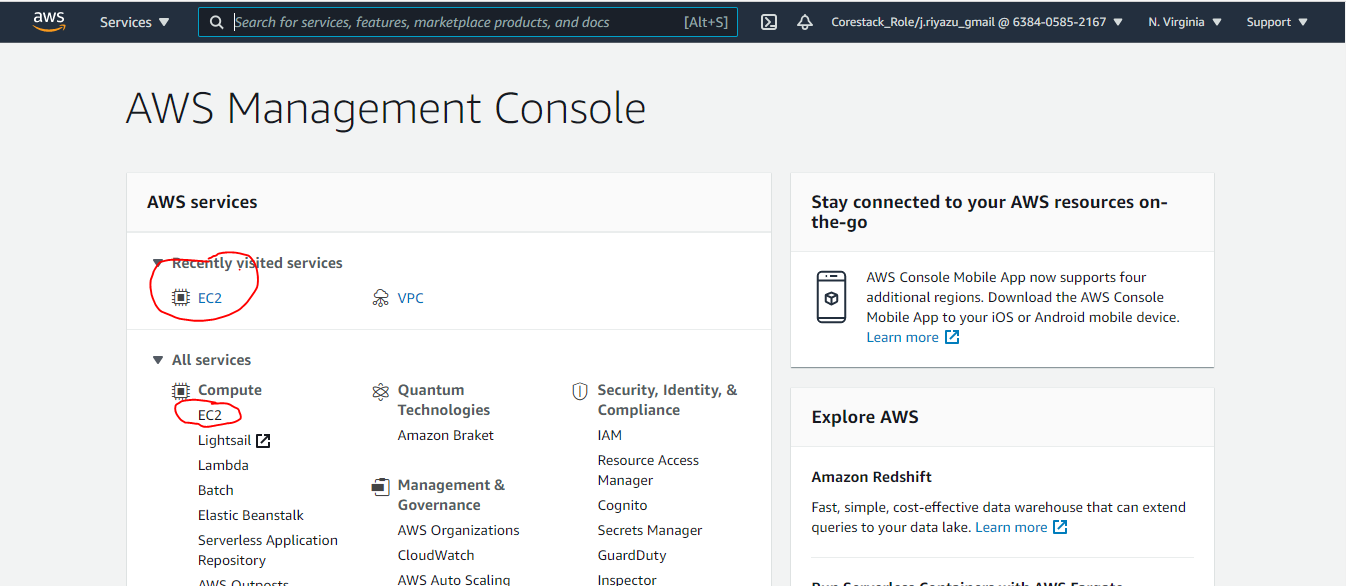 aws Services Search for services, features, marketplace products, and docs [Alt+S] Corestack_Role/j.riyazu_gmail @ 6384-0585-2167 N. Virginia Support
AWS Management Console
AWS services
Recently visited services
EC2
VPC
All services
Compute
EC2
Lightsail
Lambda
Batch
Elastic Beanstalk
Serverless Application
Repository
AWS Outposts
Quantum
Technologies
Amazon Braket
Management &
Governance
AWS Organizations
CloudWatch
AWS Auto Scaling
Security, Identity, &
Compliance
IAM
Resource Access
Manager
Cognito
Secrets Manager
GuardDuty
Inspector
Stay connected to your AWS resources on-
the-go
AWS Console Mobile App now supports four
additional regions. Download the AWS Console
Mobile App to your iOS or Android mobile device.
Learn more
Explore AWS
Amazon Redshift
Fast, simple, cost-effective data warehouse that can extend
queries to your data lake. Learn more
Run Serverless Containers with AWS Fargate